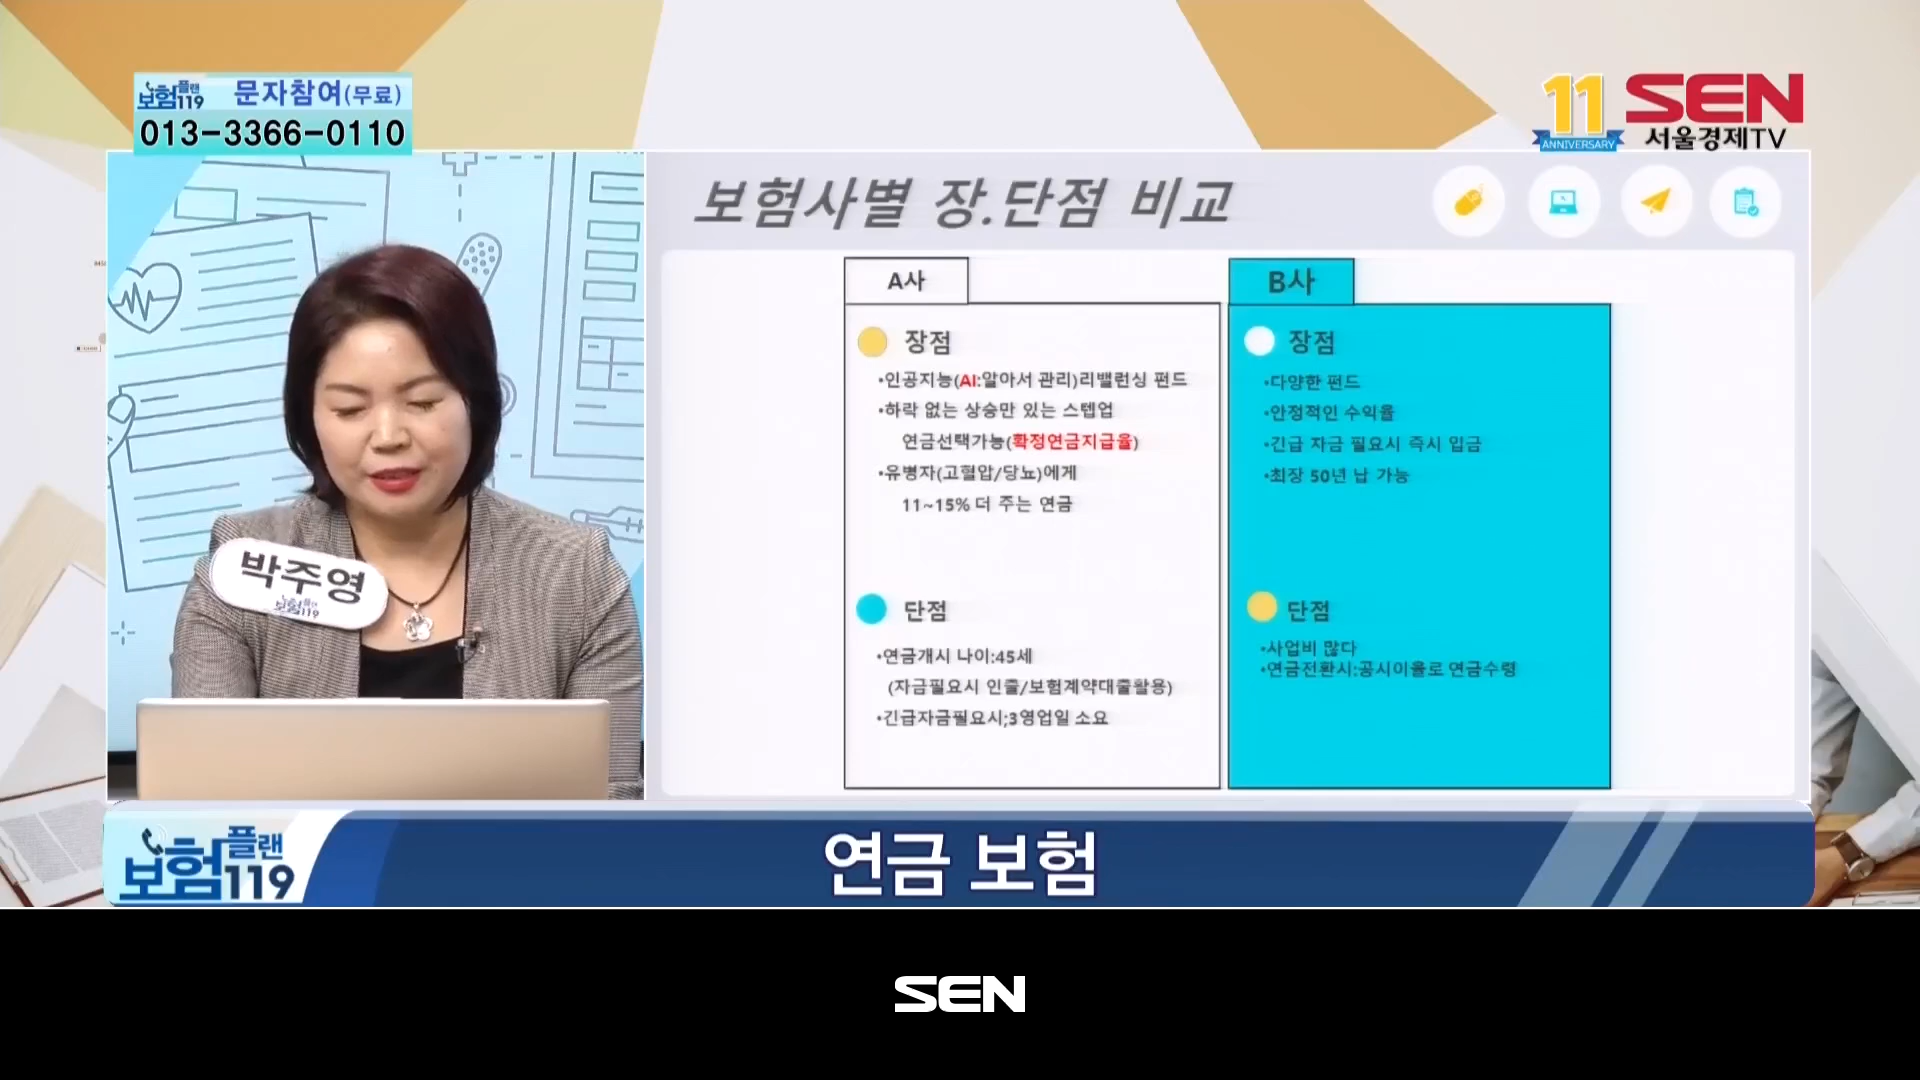 보험플랜119 문자참여(무료)
013-3366-0110
11 ANNIVERSARY
SEN
서울경제TV
보험사별 장.단점 비교
A사
장점
•인공지능(AI:알아서 관리)리밸런싱 펀드
•하락 없는 상승만 있는 스텝업
연금선택가능(확정연금지급율)
•유병자(고혈압/당뇨)에게
11~15% 더 주는 연금
단점
•연금개시 나이:45세
(자금필요시 인출/보험계약대출활용)
•긴급자금필요시;3영업일 소요
B사
장점
•다양한 펀드
•안정적인 수익율
•긴급 자금 필요시 즉시 입금
•최장 50년 납 가능
단점
•사업비 많다
•연금전환시:공시이율로 연금수령
박주영
보험플랜119
보험플랜119
연금 보험
SEN